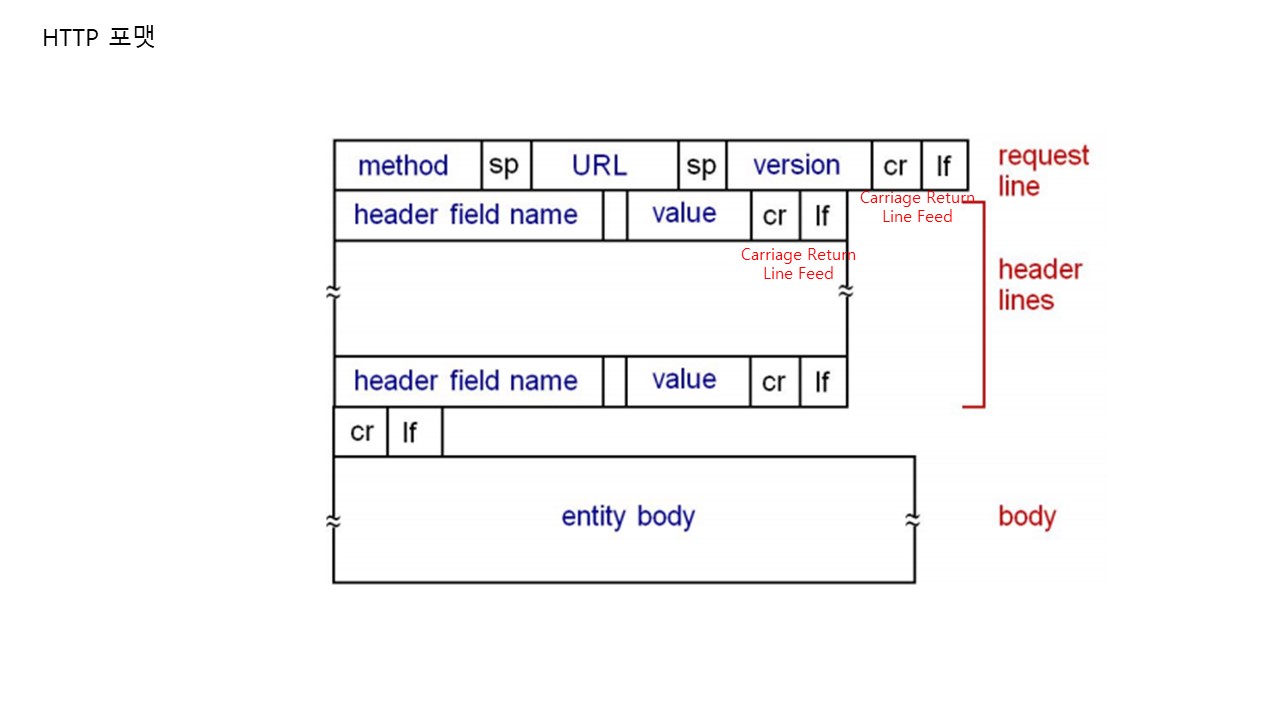 HTTP 포맷
method sp URL sp version cr lf
request
line
header field name value cr lf
Carriage Return
Line Feed
Carriage Return
Line Feed
header
lines
header field name value cr lf
cr lf
entity body
body